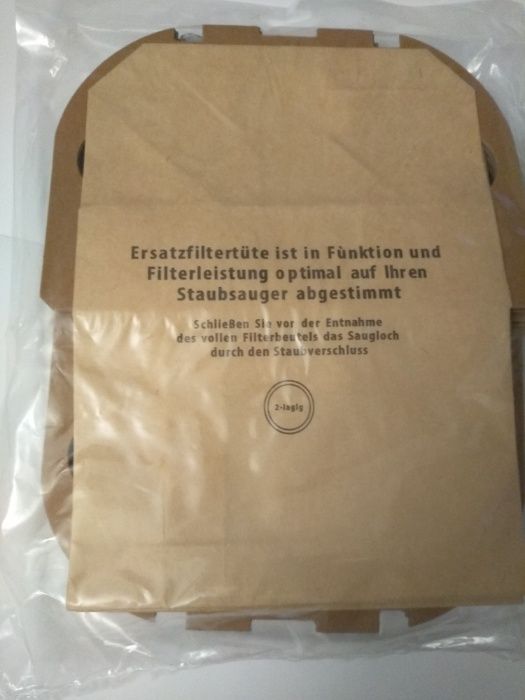 Ersatzfiltertüte ist in Fùnktion und
Filterleistung optimal auf Ihren
Staubsauger abgestimmt
Schließen Sie vor der Entnahme
des vollen Filterbeutels das Saugloch
durch den Staubverschluss
2-lagig